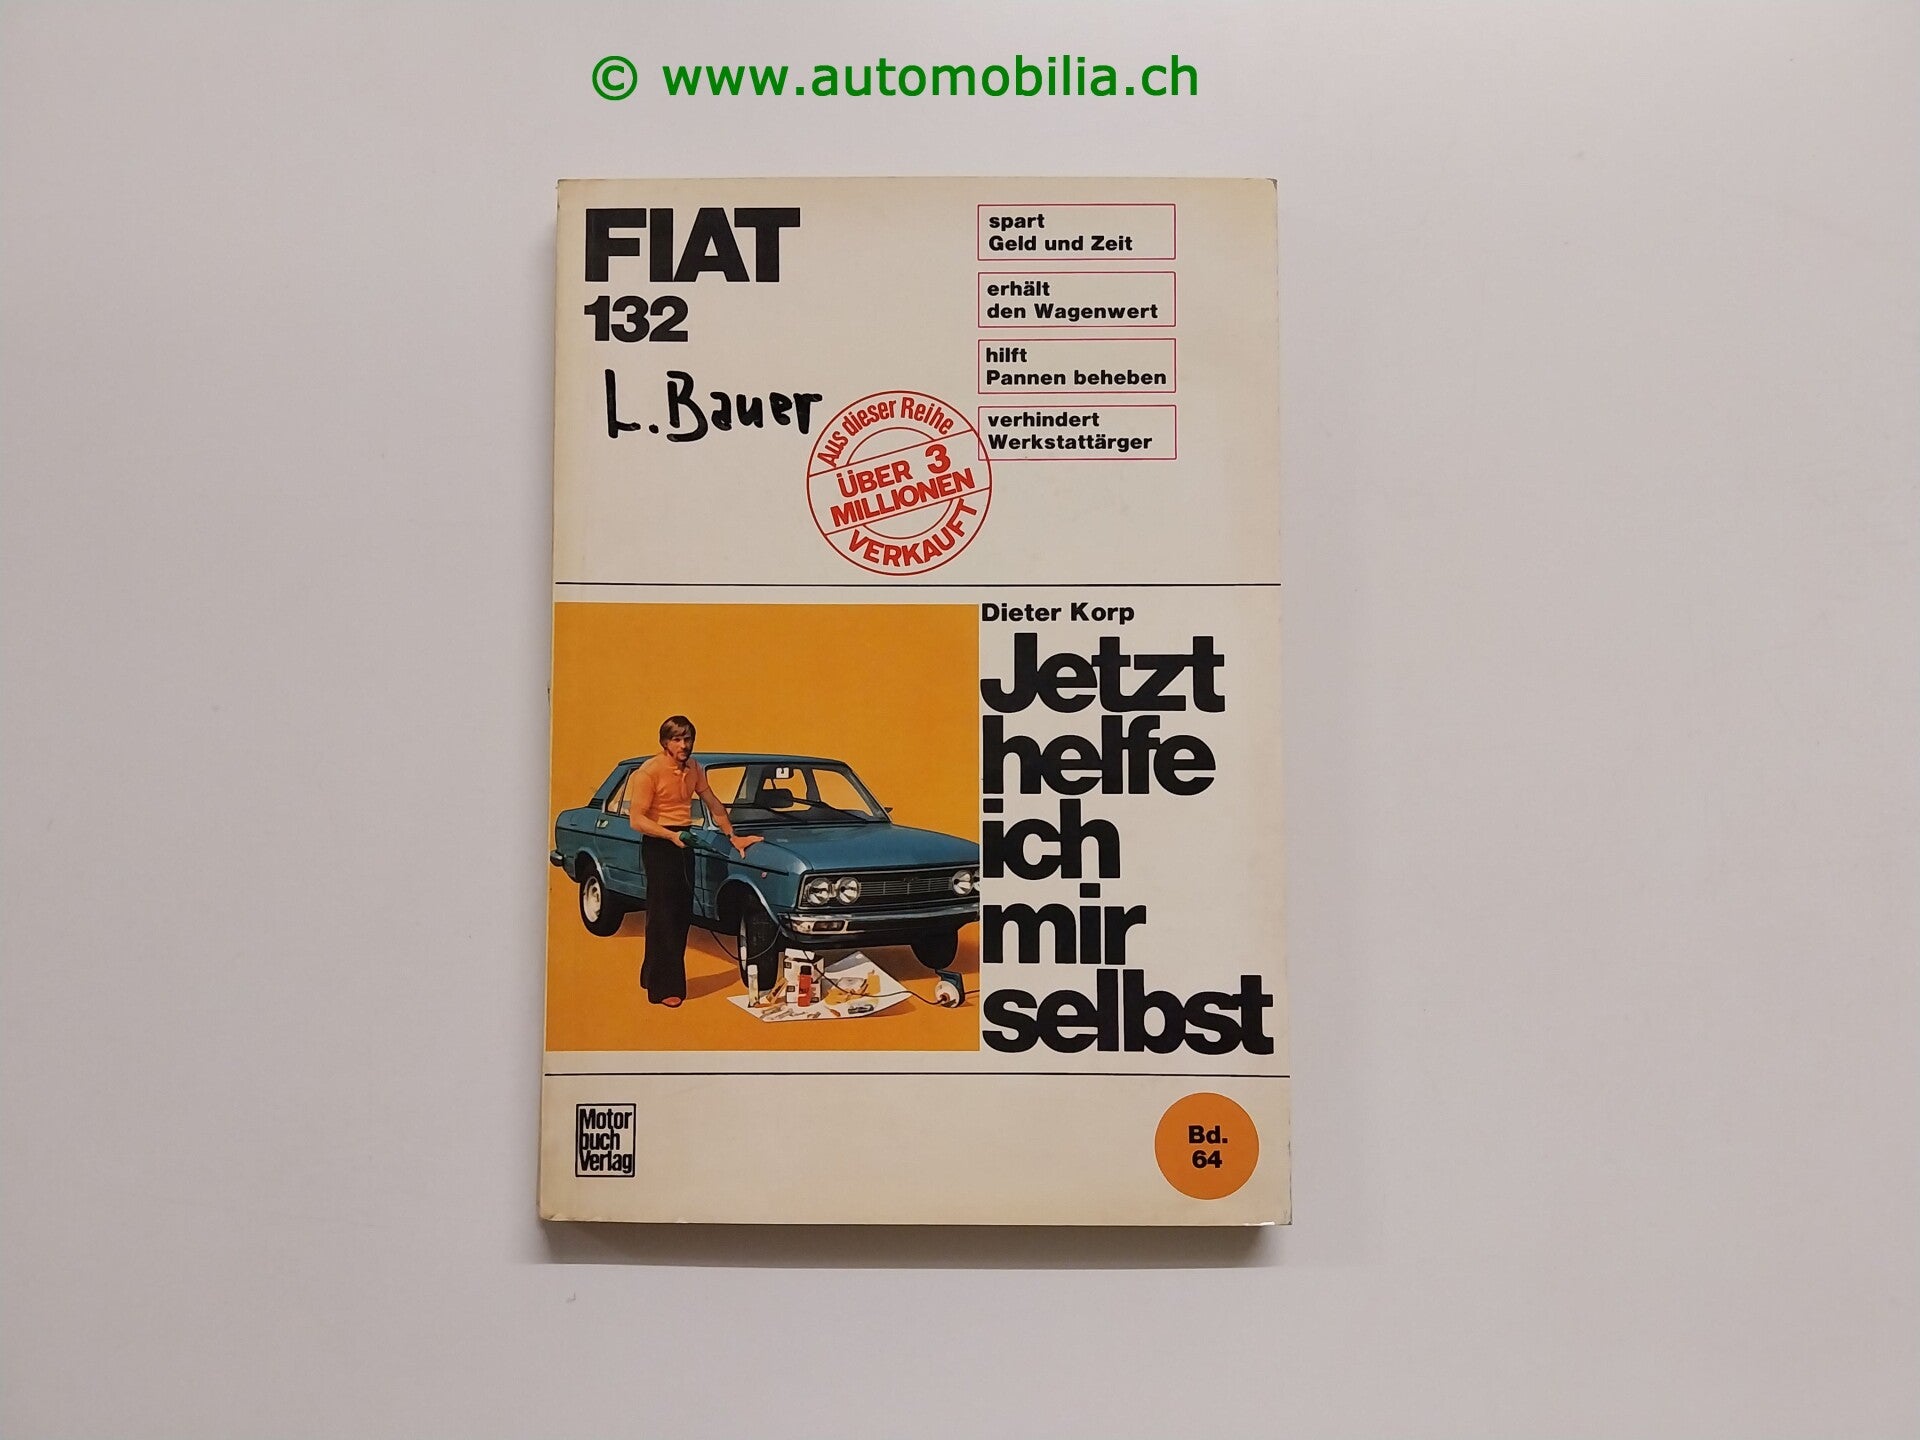 © www.automobilia.ch
FIAT
132
L. Bauer
spart
Geld und Zeit
erhält
den Wagenwert
hilft
Pannen beheben
verhindert
Werkstattärger
Aus dieser Reihe
ÜBER 3
MILLIONEN
VERKAUFT
Dieter Korp
Jetzt
helfe
ich
mir
selbst
Motor
buch
Verlag
Bd.
64